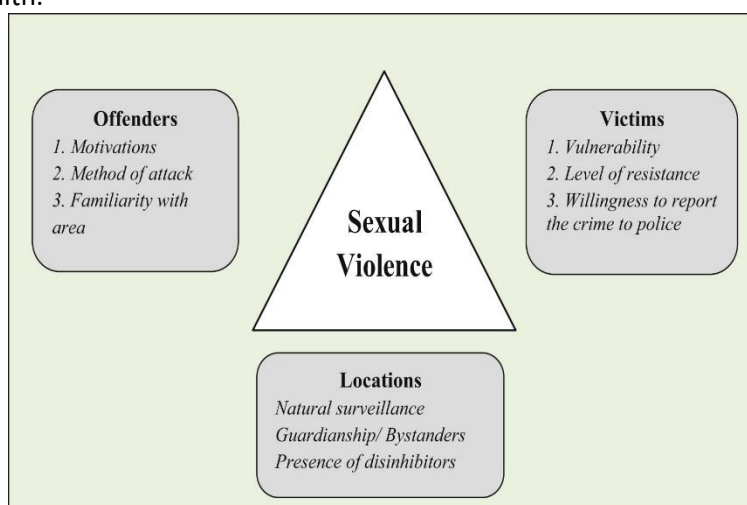 Offenders
1. Motivations
2. Method of attack
3. Familiarity with
area
Victims
1. Vulnerability
2. Level of resistance
3. Willingness to report
the crime to police
Sexual
Violence
Locations
Natural surveillance
Guardianship/ Bystanders
Presence of disinhibitors